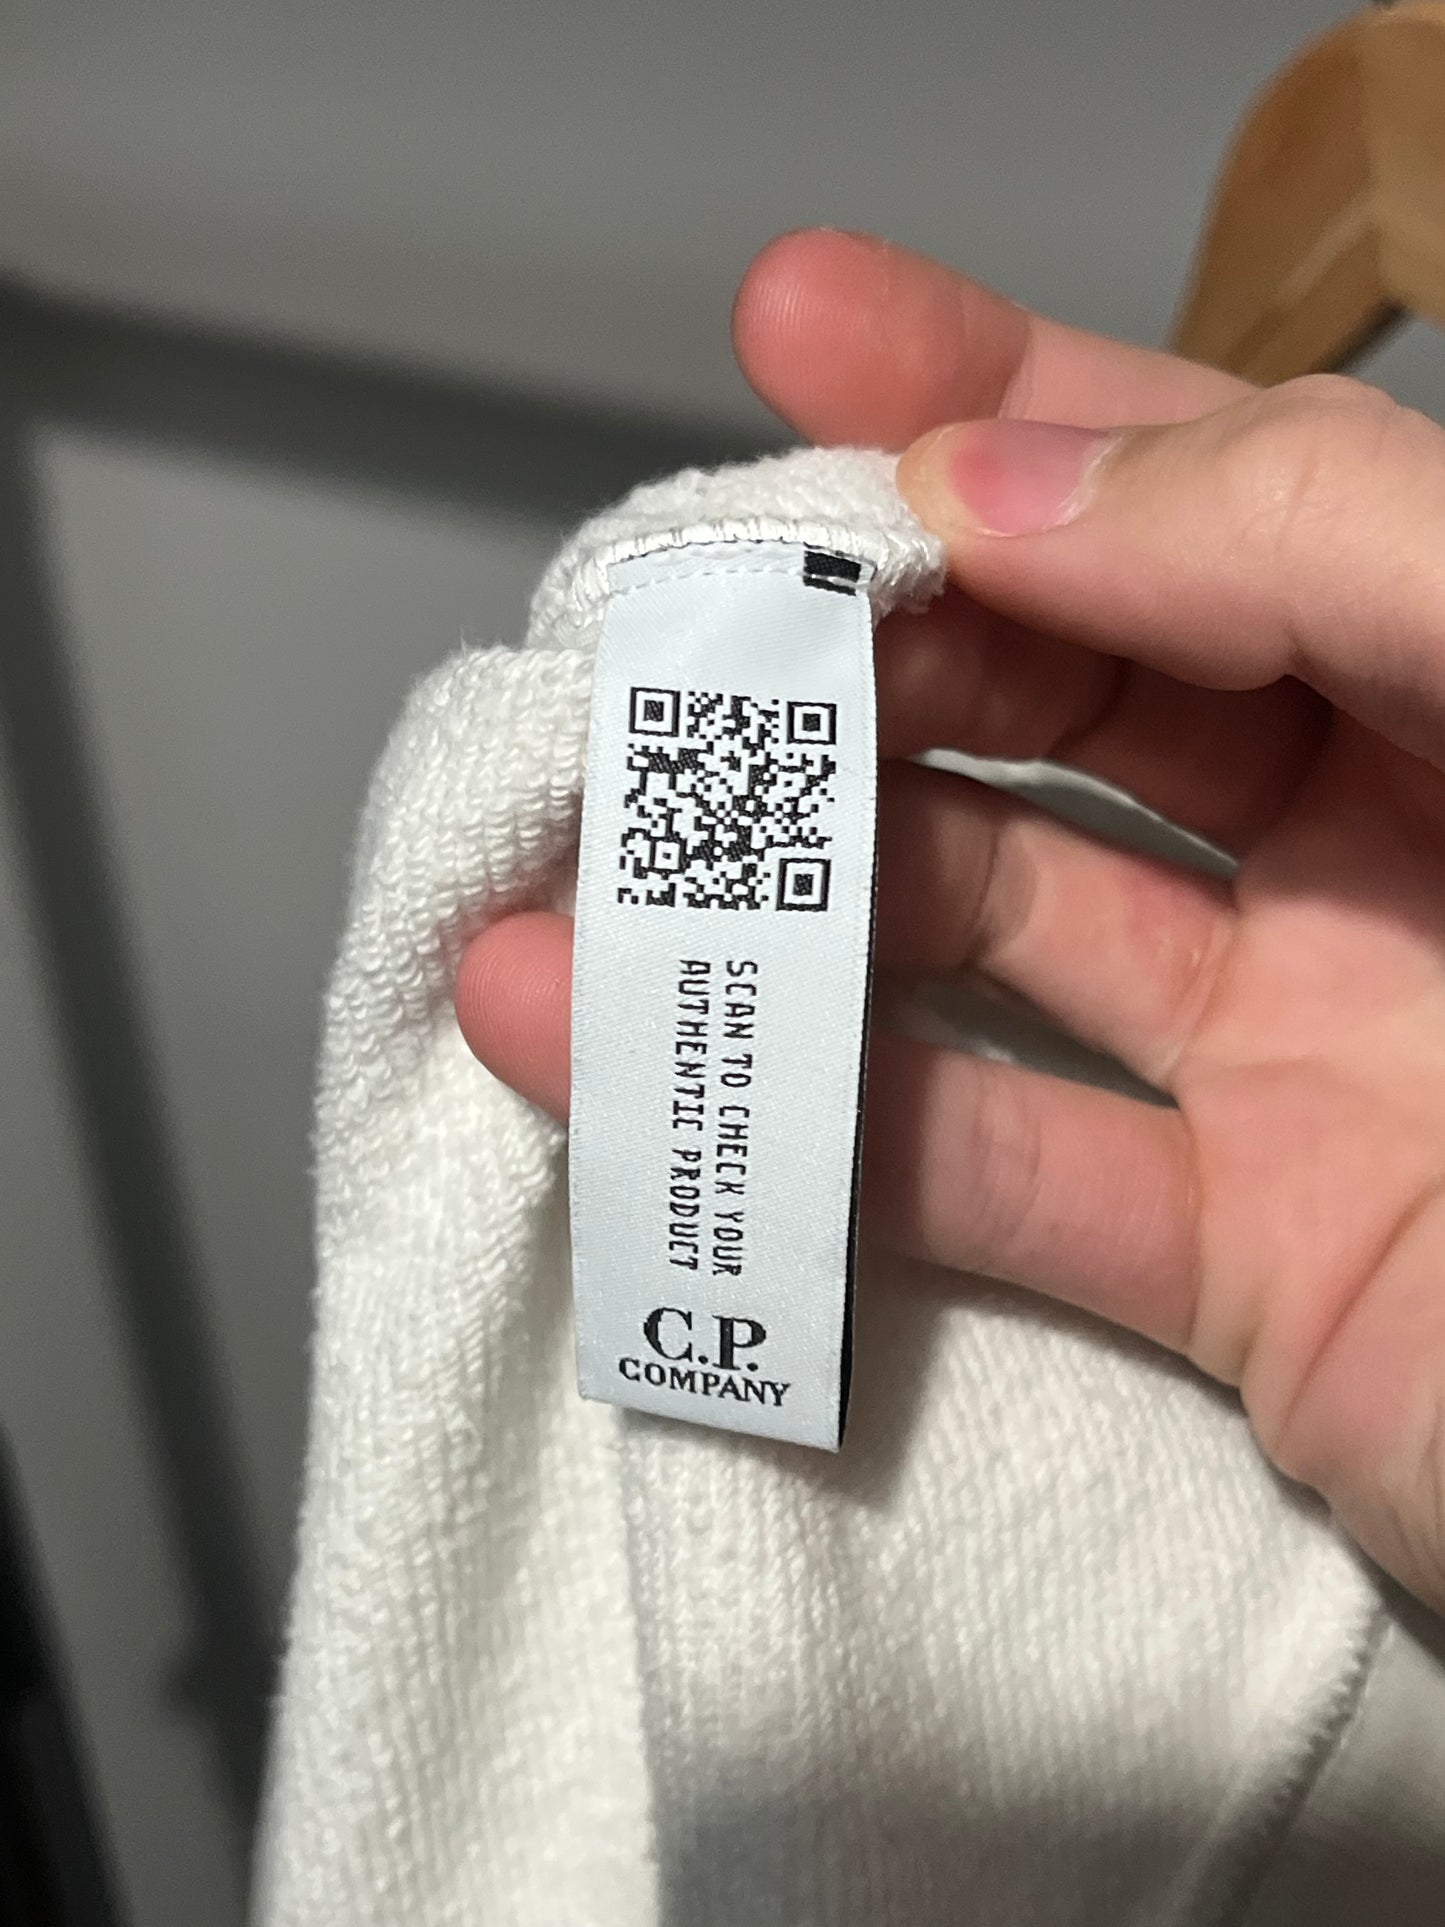 SCAN TO CHECK YOUR
AUTHENTIC PRODUCT
C.P.
COMPANY